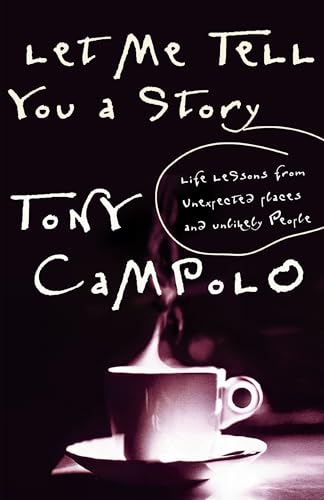 Let Me Tell
You a Story
Life Lessons from
Unexpected places
and unlikely People
Tony
Campolo